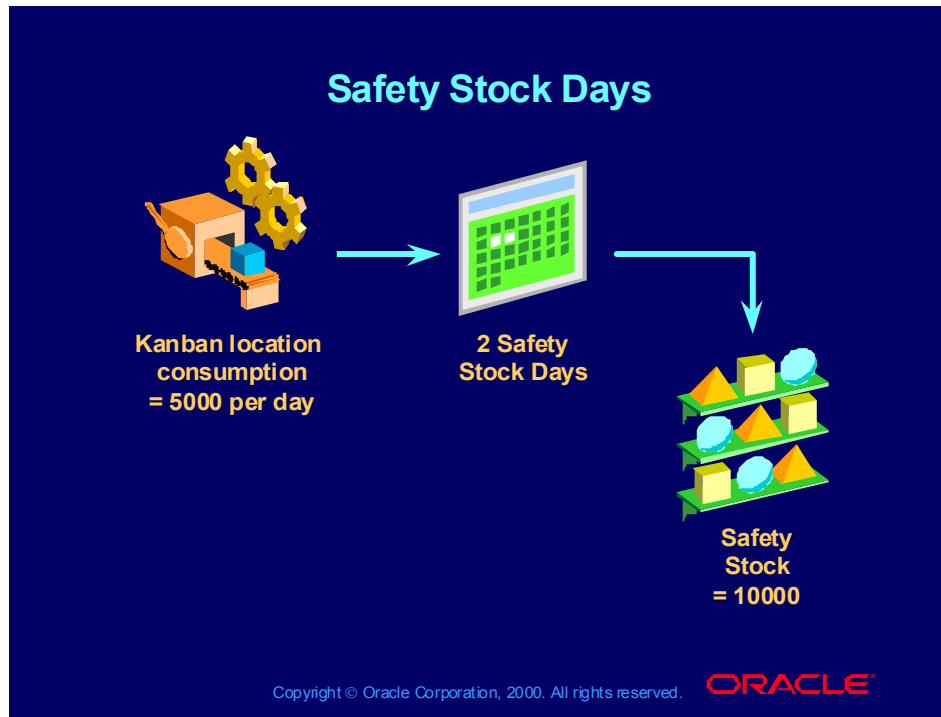 Safety Stock Days
Kanban location
consumption
= 5000 per day
2 Safety
Stock Days
Safety
Stock
= 10000
Copyright © Oracle Corporation, 2000. All rights reserved.
ORACLE®